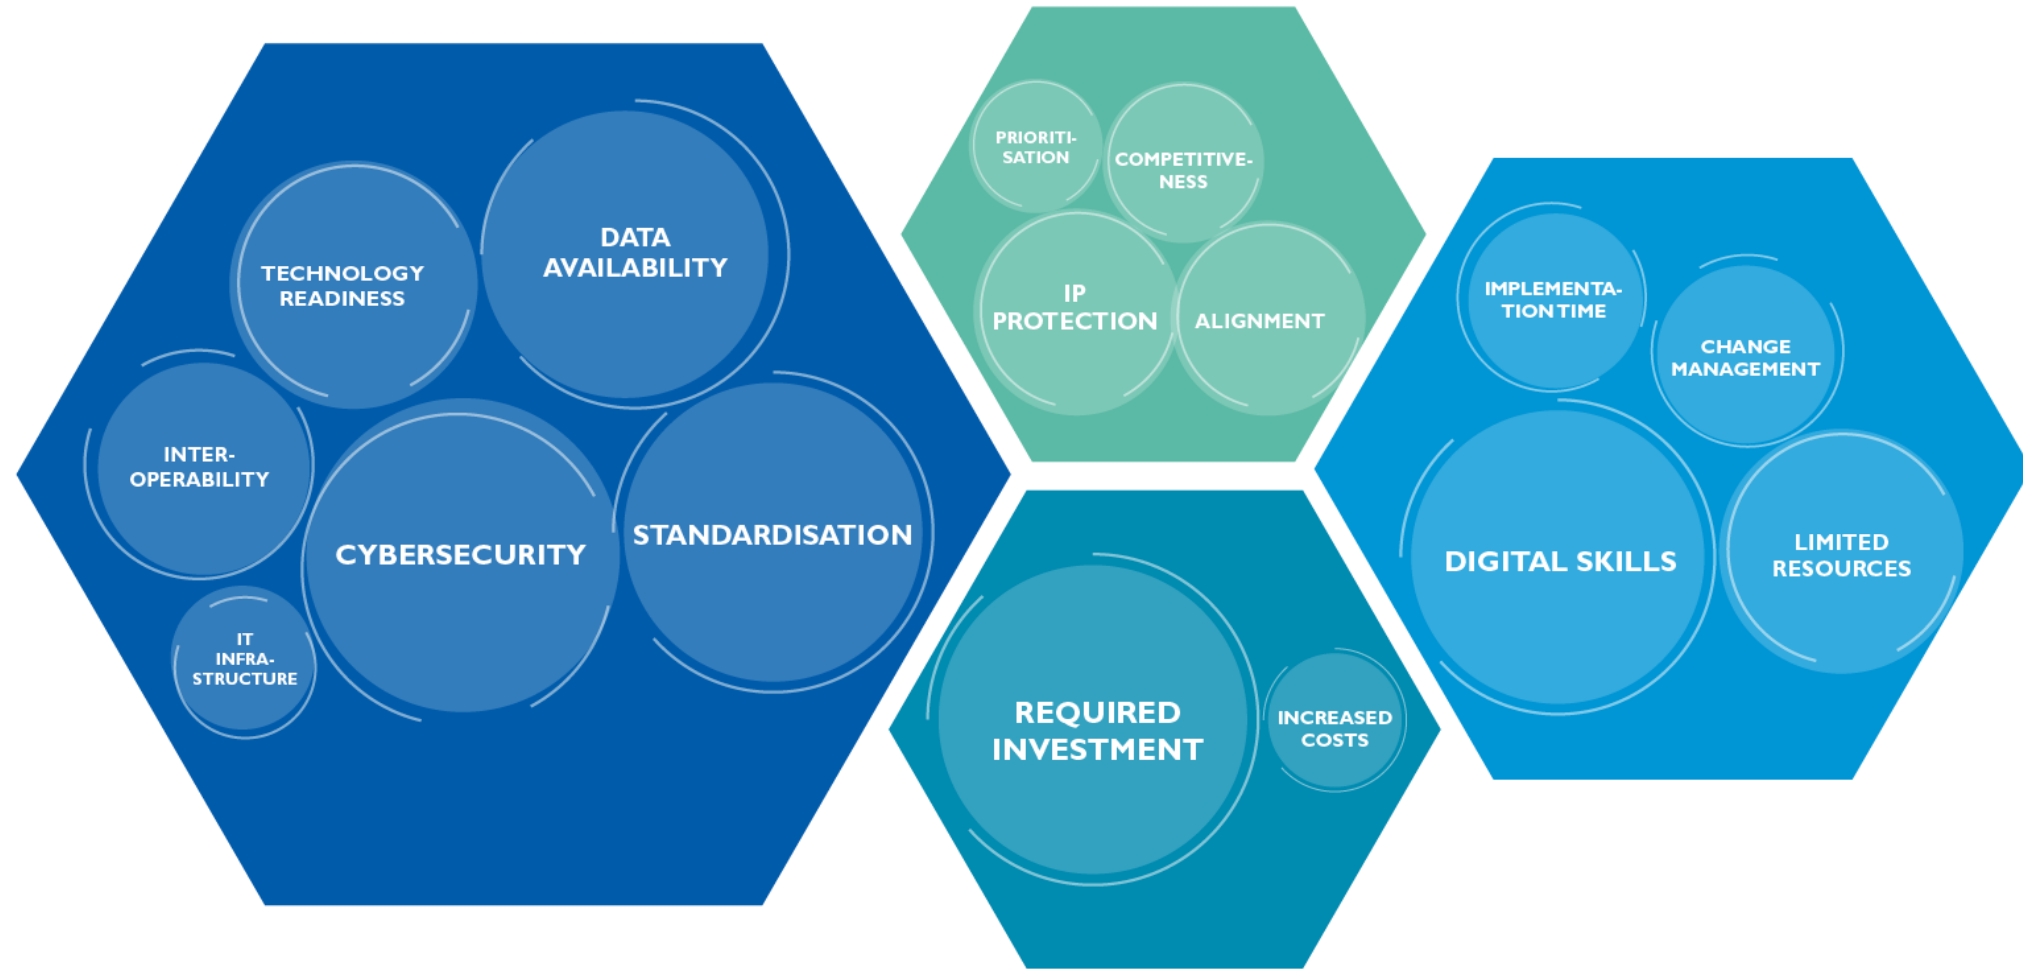 DATA
AVAILABILITY
TECHNOLOGY
READINESS
INTER-
OPERABILITY
CYBERSECURITY
STANDARDISATION
IT
INFRA-
STRUCTURE
PRIORITI-
SATION
COMPETITIVE-
NESS
IP
PROTECTION
ALIGNMENT
REQUIRED
INVESTMENT
INCREASED
COSTS
IMPLEMENTA-
TION TIME
CHANGE
MANAGEMENT
DIGITAL SKILLS
LIMITED
RESOURCES